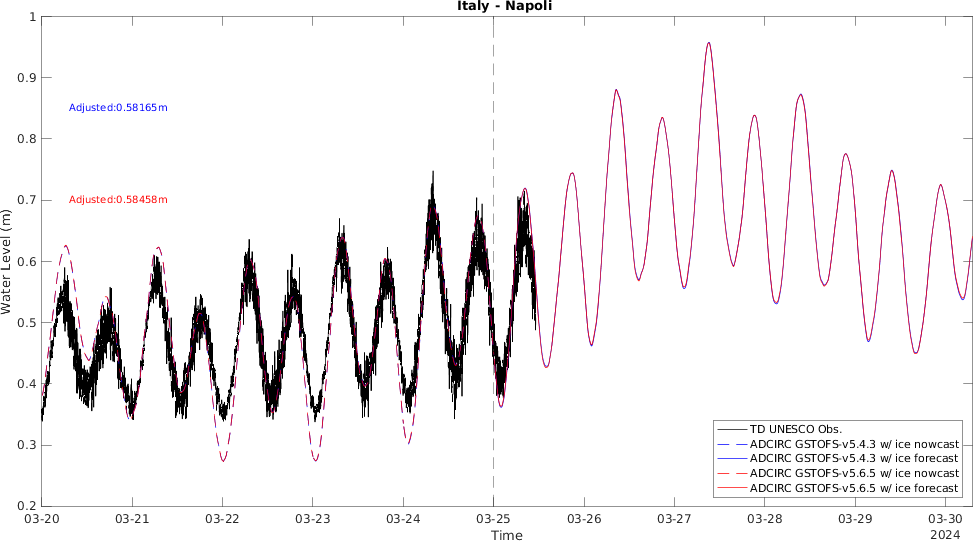 Italy - Napoli
Water Level (m)
1
0.9
0.8
0.7
0.6
0.5
0.4
0.3
0.2
Adjusted:0.58165m
Adjusted:0.58458m
TD UNESCO Obs.
ADCIRC GSTOFS-v5.4.3 w/ ice nowcast
ADCIRC GSTOFS-v5.4.3 w/ ice forecast
ADCIRC GSTOFS-v5.6.5 w/ ice nowcast
ADCIRC GSTOFS-v5.6.5 w/ ice forecast
03-20 03-21 03-22 03-23 03-24 03-25 03-26 03-27 03-28 03-29 03-30
Time
2024